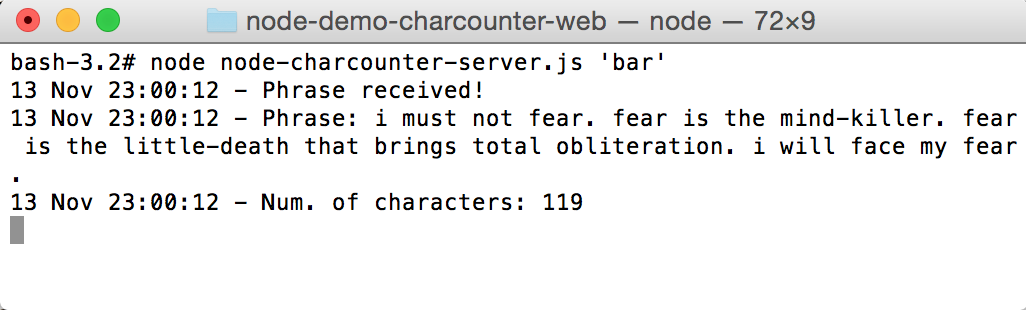 node-demo-charcounter-web — node — 72×9
bash-3.2# node node-charcounter-server.js 'bar'
13 Nov 23:00:12 - Phrase received!
13 Nov 23:00:12 - Phrase: i must not fear. fear is the mind-killer. fear
 is the little-death that brings total obliteration. i will face my fear
.
13 Nov 23:00:12 - Num. of characters: 119